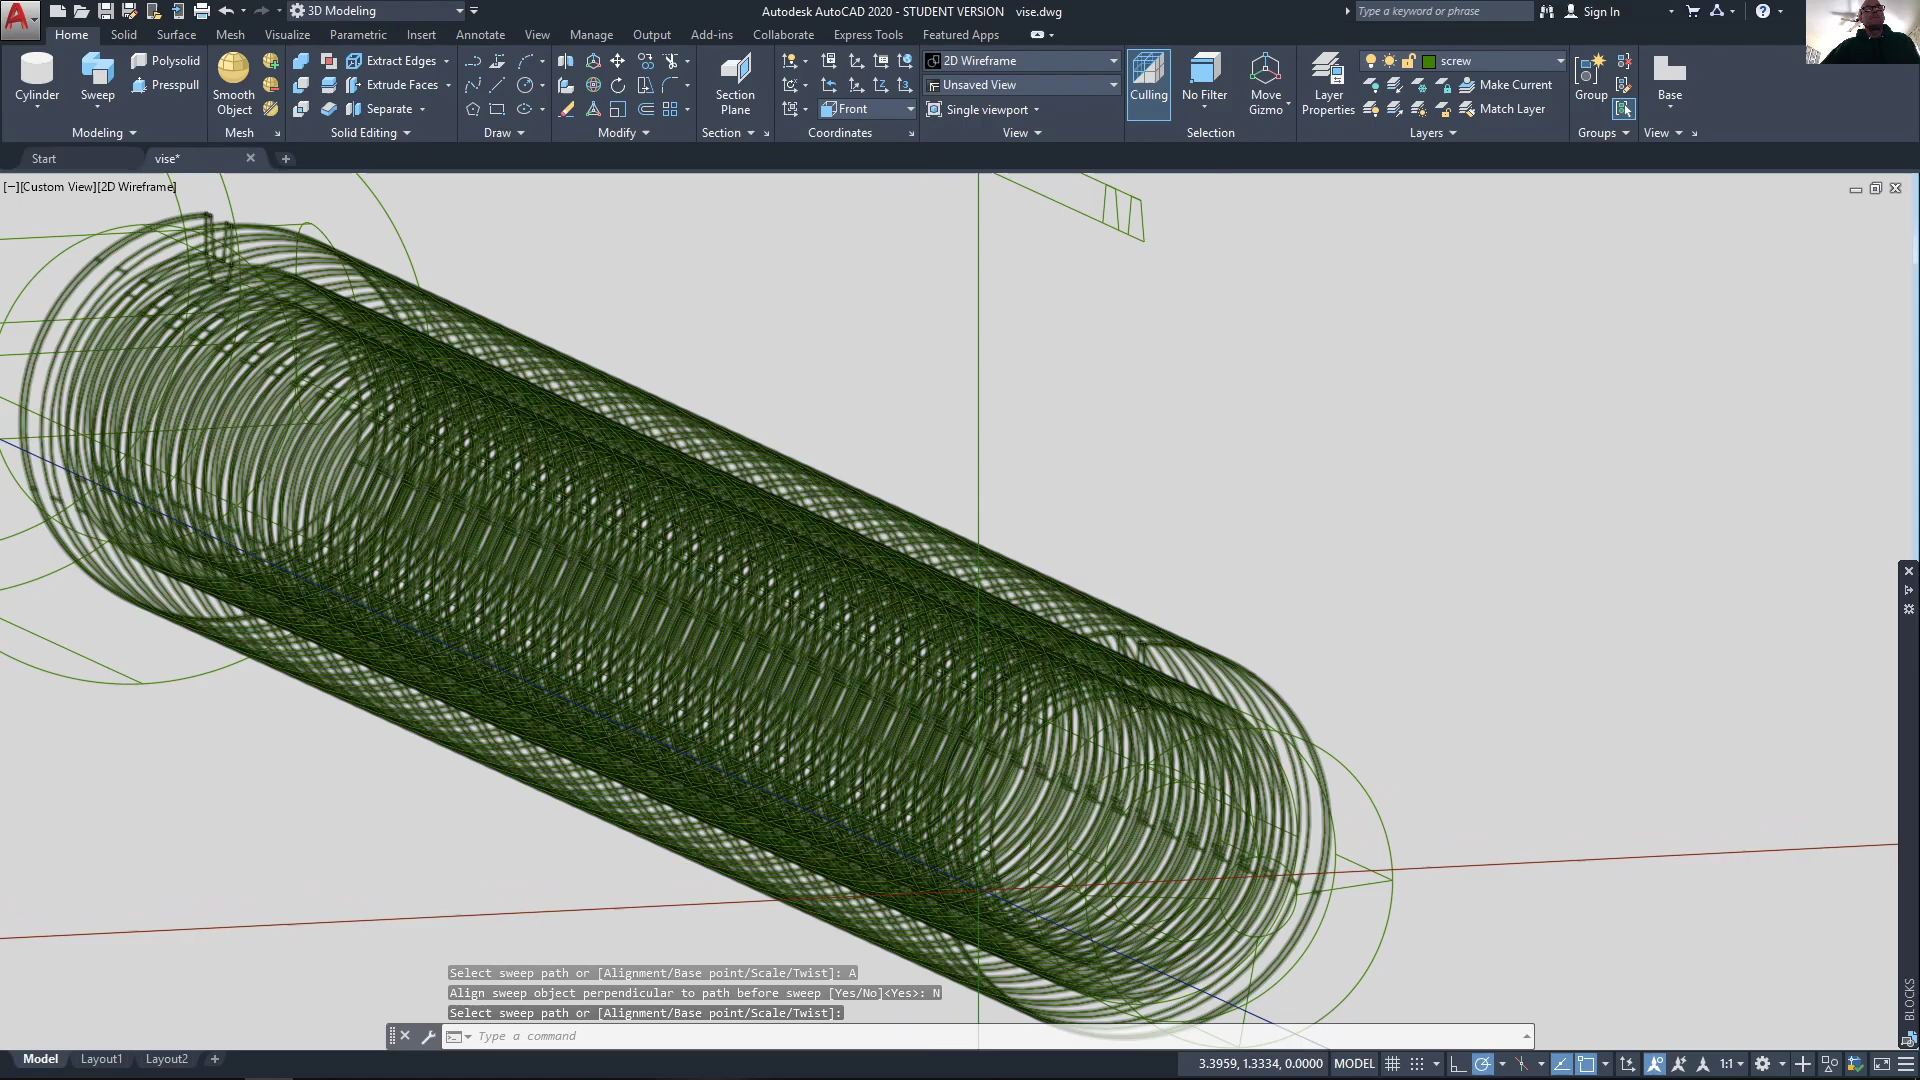 3D Modeling
Autodesk AutoCAD 2020 - STUDENT VERSION vise.dwg
Type a keyword or phrase
Sign In
Home Solid Surface Mesh Visualize Parametric Insert Annotate View Manage Output Add-ins Collaborate Express Tools Featured Apps
Cylinder
Sweep
Polysolid
Presspull
Modeling
Smooth Object
Mesh
Extract Edges
Extrude Faces
Separate
Solid Editing
Draw
Modify
Section Plane
Section
Front
Coordinates
2D Wireframe
Unsaved View
Single viewport
View
Culling
No Filter
Move Gizmo
Selection
Layer Properties
screw
Make Current
Match Layer
Layers
Group
Groups
Base
View
Start
vise*
[−][Custom View][2D Wireframe]
BLOCKS
Select sweep path or [Alignment/Base point/Scale/Twist]: A
Align sweep object perpendicular to path before sweep [Yes/No]<Yes>: N
Select sweep path or [Alignment/Base point/Scale/Twist]:
Type a command
Model Layout1 Layout2 +
3.3959, 1.3334, 0.0000 MODEL
1:1